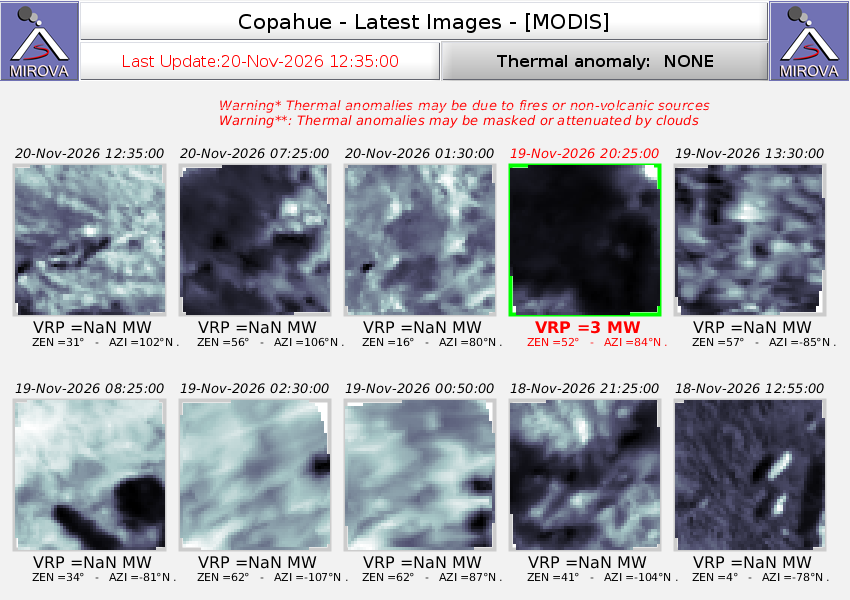 Copahue - Latest Images - [MODIS]
MIROVA
Last Update:20-Nov-2026 12:35:00
Thermal anomaly: NONE
MIROVA
Warning* Thermal anomalies may be due to fires or non-volcanic sources
Warning**: Thermal anomalies may be masked or attenuated by clouds
20-Nov-2026 12:35:00
20-Nov-2026 07:25:00
20-Nov-2026 01:30:00
19-Nov-2026 20:25:00
19-Nov-2026 13:30:00
VRP =NaN MW
VRP =NaN MW
VRP =NaN MW
VRP =3 MW
VRP =NaN MW
ZEN =31° - AZI =102°N .
ZEN =56° - AZI =106°N .
ZEN =16° - AZI =80°N .
ZEN =52° - AZI =84°N .
ZEN =57° - AZI =-85°N .
19-Nov-2026 08:25:00
19-Nov-2026 02:30:00
19-Nov-2026 00:50:00
18-Nov-2026 21:25:00
18-Nov-2026 12:55:00
VRP =NaN MW
VRP =NaN MW
VRP =NaN MW
VRP =NaN MW
VRP =NaN MW
ZEN =34° - AZI =-81°N .
ZEN =62° - AZI =-107°N .
ZEN =62° - AZI =87°N .
ZEN =41° - AZI =-104°N .
ZEN =4° - AZI =-78°N .